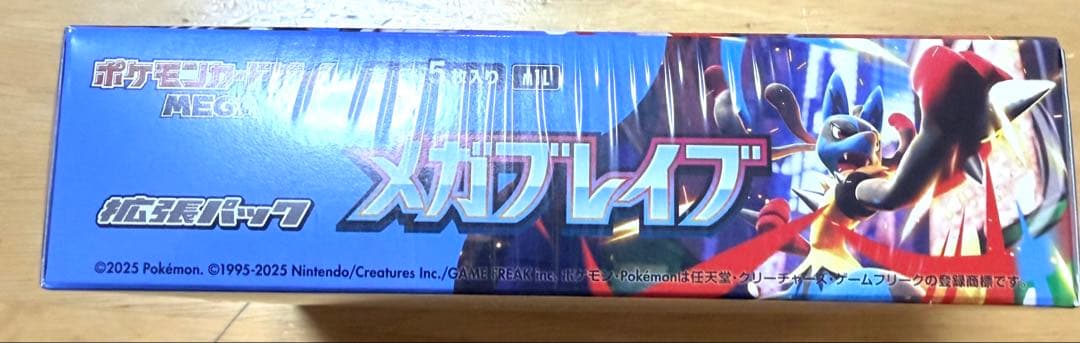 ポケモンカードゲーム
MEGA
5枚入り m1L
メガブレイブ
拡張パック
©2025 Pokémon. ©1995-2025 Nintendo/Creatures Inc./GAME FREAK inc. ポケモン・Pokémonは任天堂・クリーチャーズ・ゲームフリークの登録商標です。